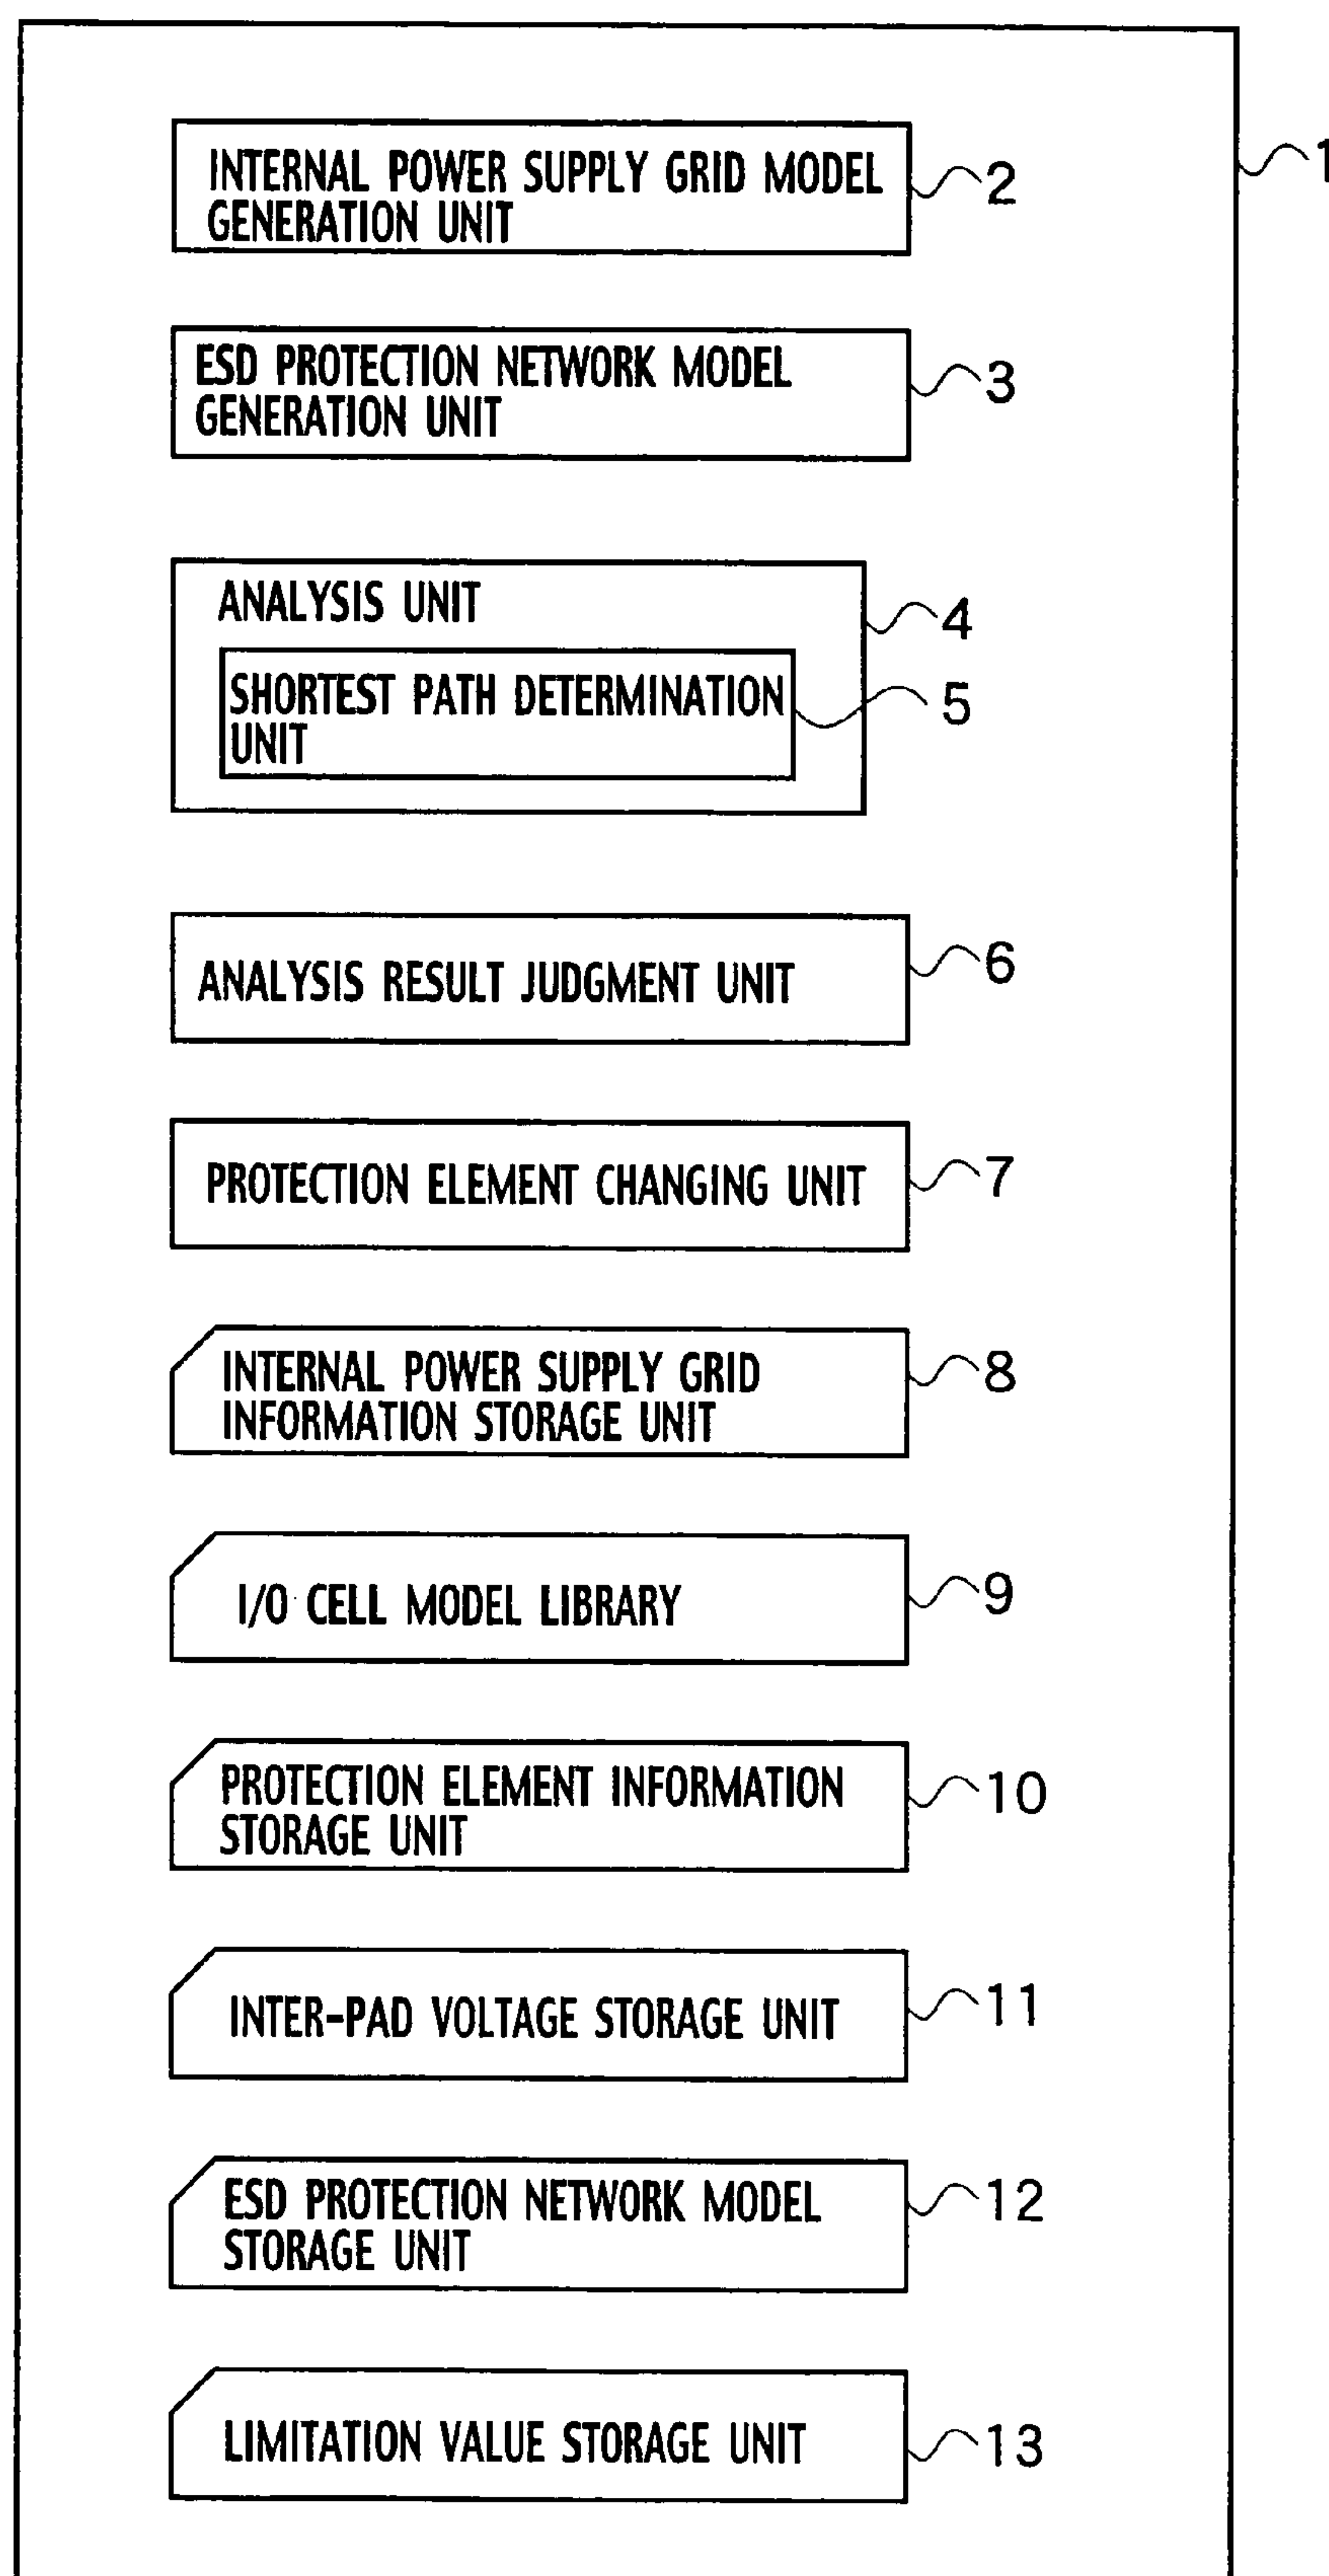 1
INTERNAL POWER SUPPLY GRID MODEL
GENERATION UNIT
2
ESD PROTECTION NETWORK MODEL
GENERATION UNIT
3
ANALYSIS UNIT
4
SHORTEST PATH DETERMINATION
UNIT
5
ANALYSIS RESULT JUDGMENT UNIT
6
PROTECTION ELEMENT CHANGING UNIT
7
INTERNAL POWER SUPPLY GRID
INFORMATION STORAGE UNIT
8
I/O CELL MODEL LIBRARY
9
PROTECTION ELEMENT INFORMATION
STORAGE UNIT
10
INTER-PAD VOLTAGE STORAGE UNIT
11
ESD PROTECTION NETWORK MODEL
STORAGE UNIT
12
LIMITATION VALUE STORAGE UNIT
13